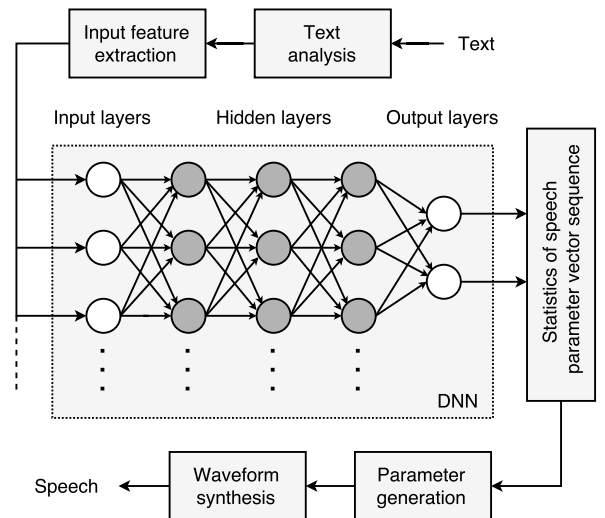 Input feature
extraction
Text
analysis
Text
Input layers
Hidden layers
Output layers
Statistics of speech
parameter vector sequence
DNN
Speech
Waveform
synthesis
Parameter
generation